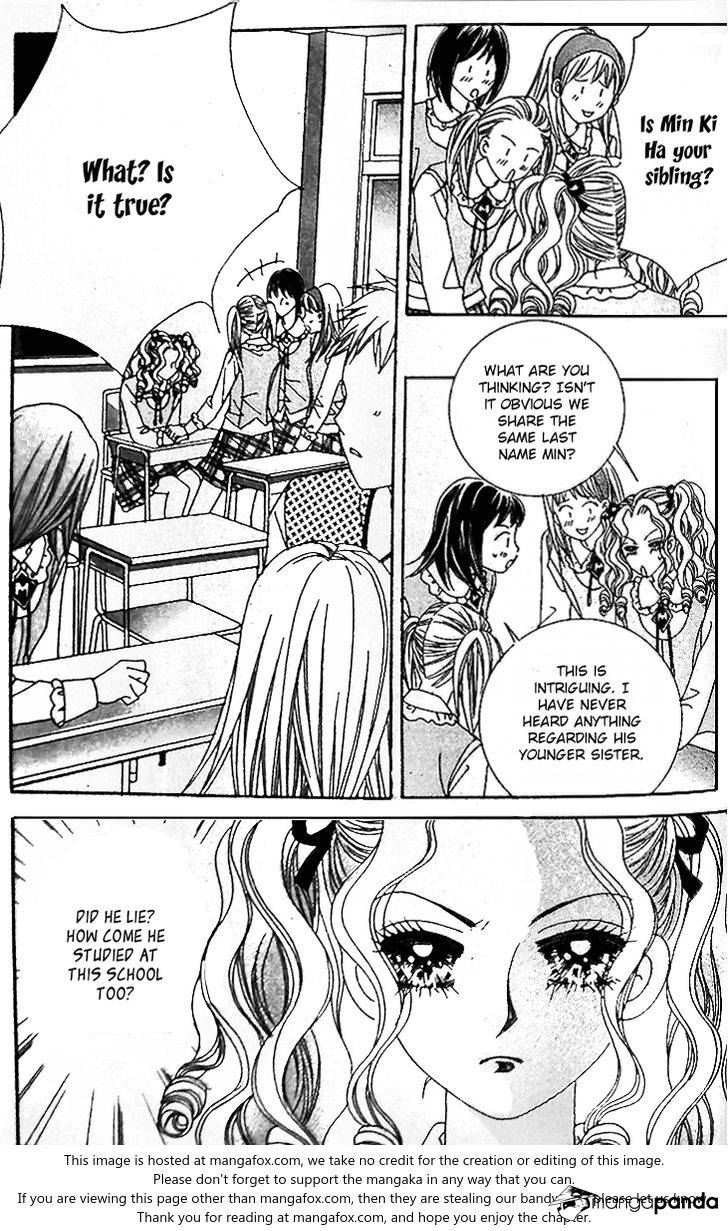 Is Min Ki
Ha your
sibling?
What? Is
it true?
WHAT ARE YOU
THINKING? ISN'T
IT OBVIOUS WE
SHARE THE
SAME LAST
NAME MIN?
THIS IS
INTRIGUING. I
HAVE NEVER
HEARD ANYTHING
REGARDING HIS
YOUNGER SISTER.
DID HE LIE?
HOW COME HE
STUDIED AT
THIS SCHOOL
TOO?
This image is hosted at mangafox.com, we take no credit for the creation or editing of this image.
Please don't forget to support the mangaka in any way that you can.
If you are viewing this page other than mangafox.com, then they are stealing our please let us know.
Thank you for reading at mangafox.com, and hope you enjoy the
mangapanda